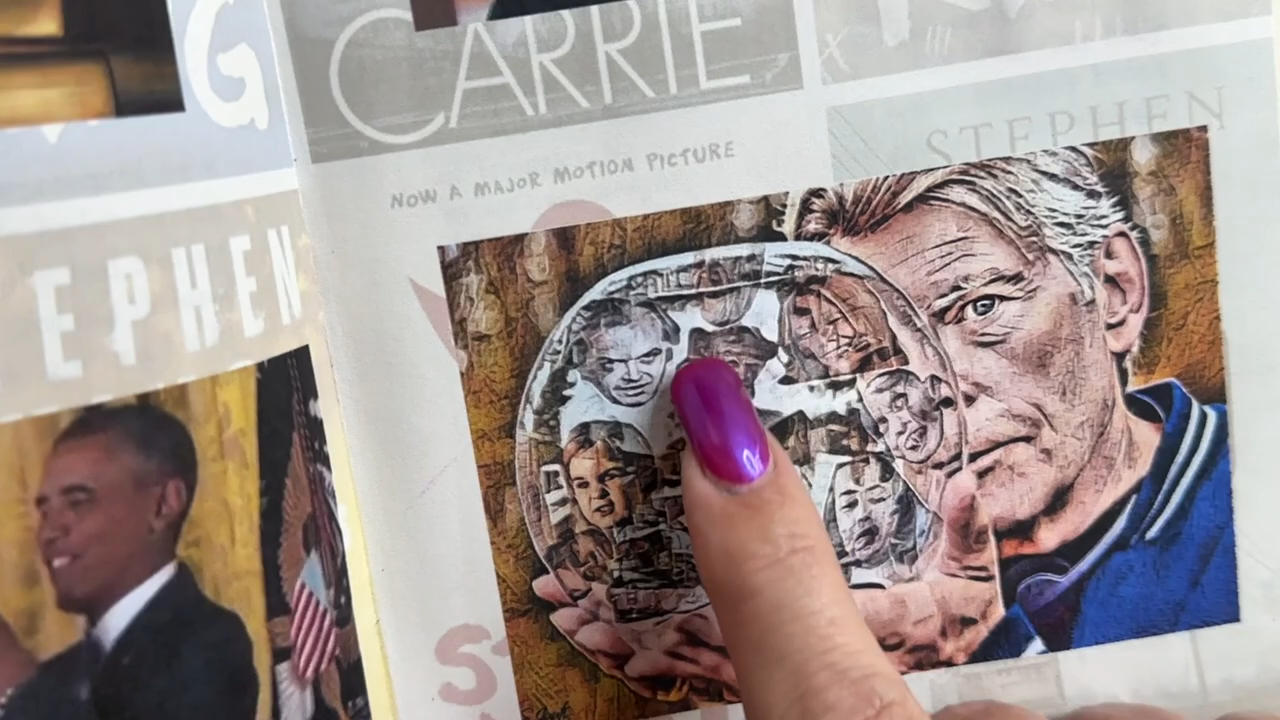 G
CARRIE
NOW A MAJOR MOTION PICTURE
STEPHEN
EPHEN
S